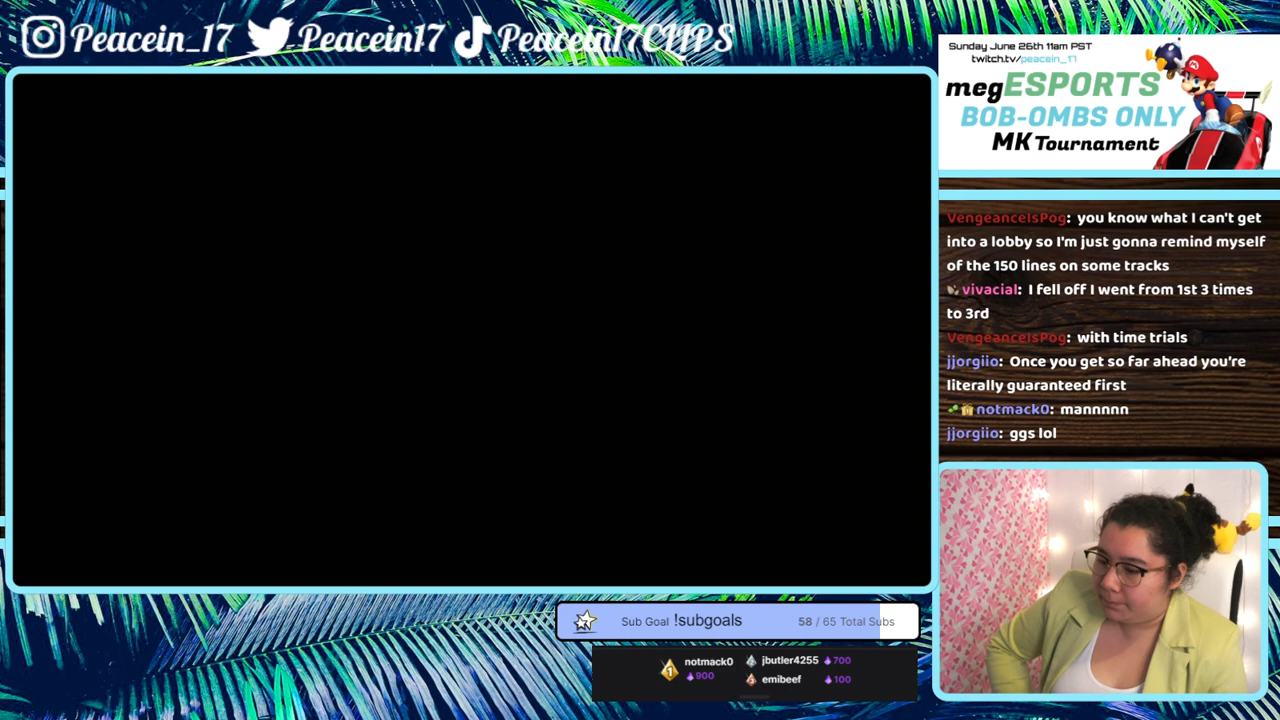 Peacein_17 Peacein17 Peacein17ClIPS
Sunday June 26th 11am PST
twitch.tv/peacein_17
megESPORTS
BOB-OMBS ONLY
MK Tournament
VengeanceIsPog: you know what I can't get
into a lobby so I'm just gonna remind myself
of the 150 lines on some tracks
vivacial: I fell off I went from 1st 3 times
to 3rd
VengeanceIsPog: with time trials
jjorgiio: Once you get so far ahead you're
literally guaranteed first
notmack0: mannnnn
jjorgiio: ggs lol
Sub Goal !subgoals 58 / 65 Total Subs
1 notmack0 900
2 jbutler4255 700
3 emibeef 100